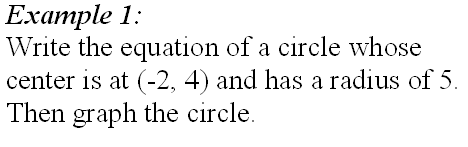 Example 1:
Write the equation of a circle whose
center is at (-2, 4) and has a radius of 5.
Then graph the circle.